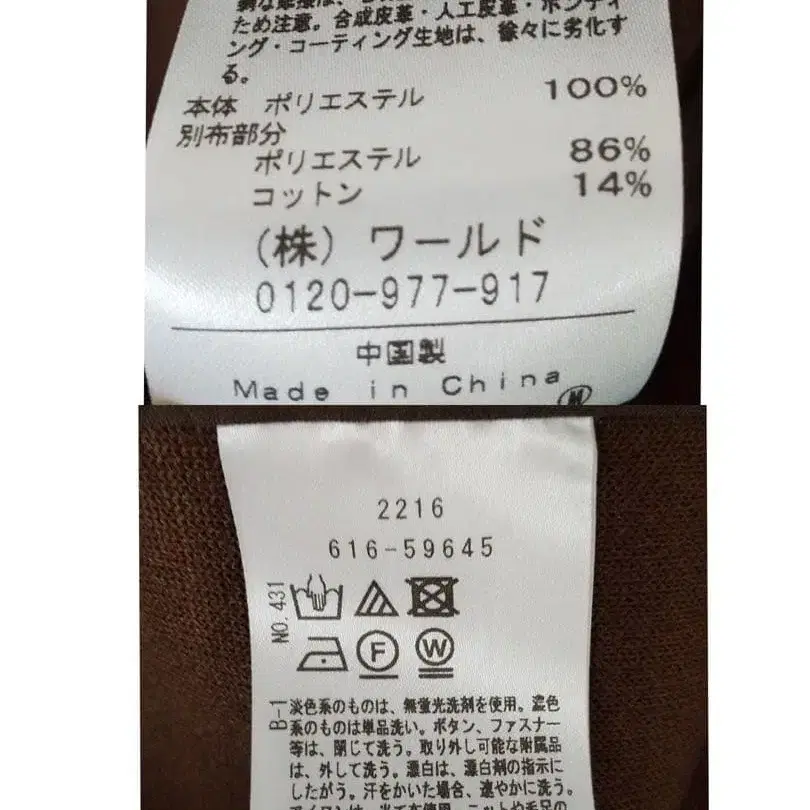 ため注意。合成皮革・人工皮革・ボンディ
ング・コーティング生地は、徐々に劣化す
る。
本体 ポリエステル 100%
別布部分
ポリエステル 86%
コットン 14%
(株) ワールド
0120-977-917
中国製
Made in China
2216
616-59645
NO.431
F
W
B-1
淡色系のものは、無蛍光洗剤を使用。濃色
系のものは単品洗い。ボタン、ファスナー
等は、閉じて洗う。取り外し可能な附属品
は、外して洗う。漂白は、漂白剤の指示に
したがう。汗をかいた場合、速やかに洗う。